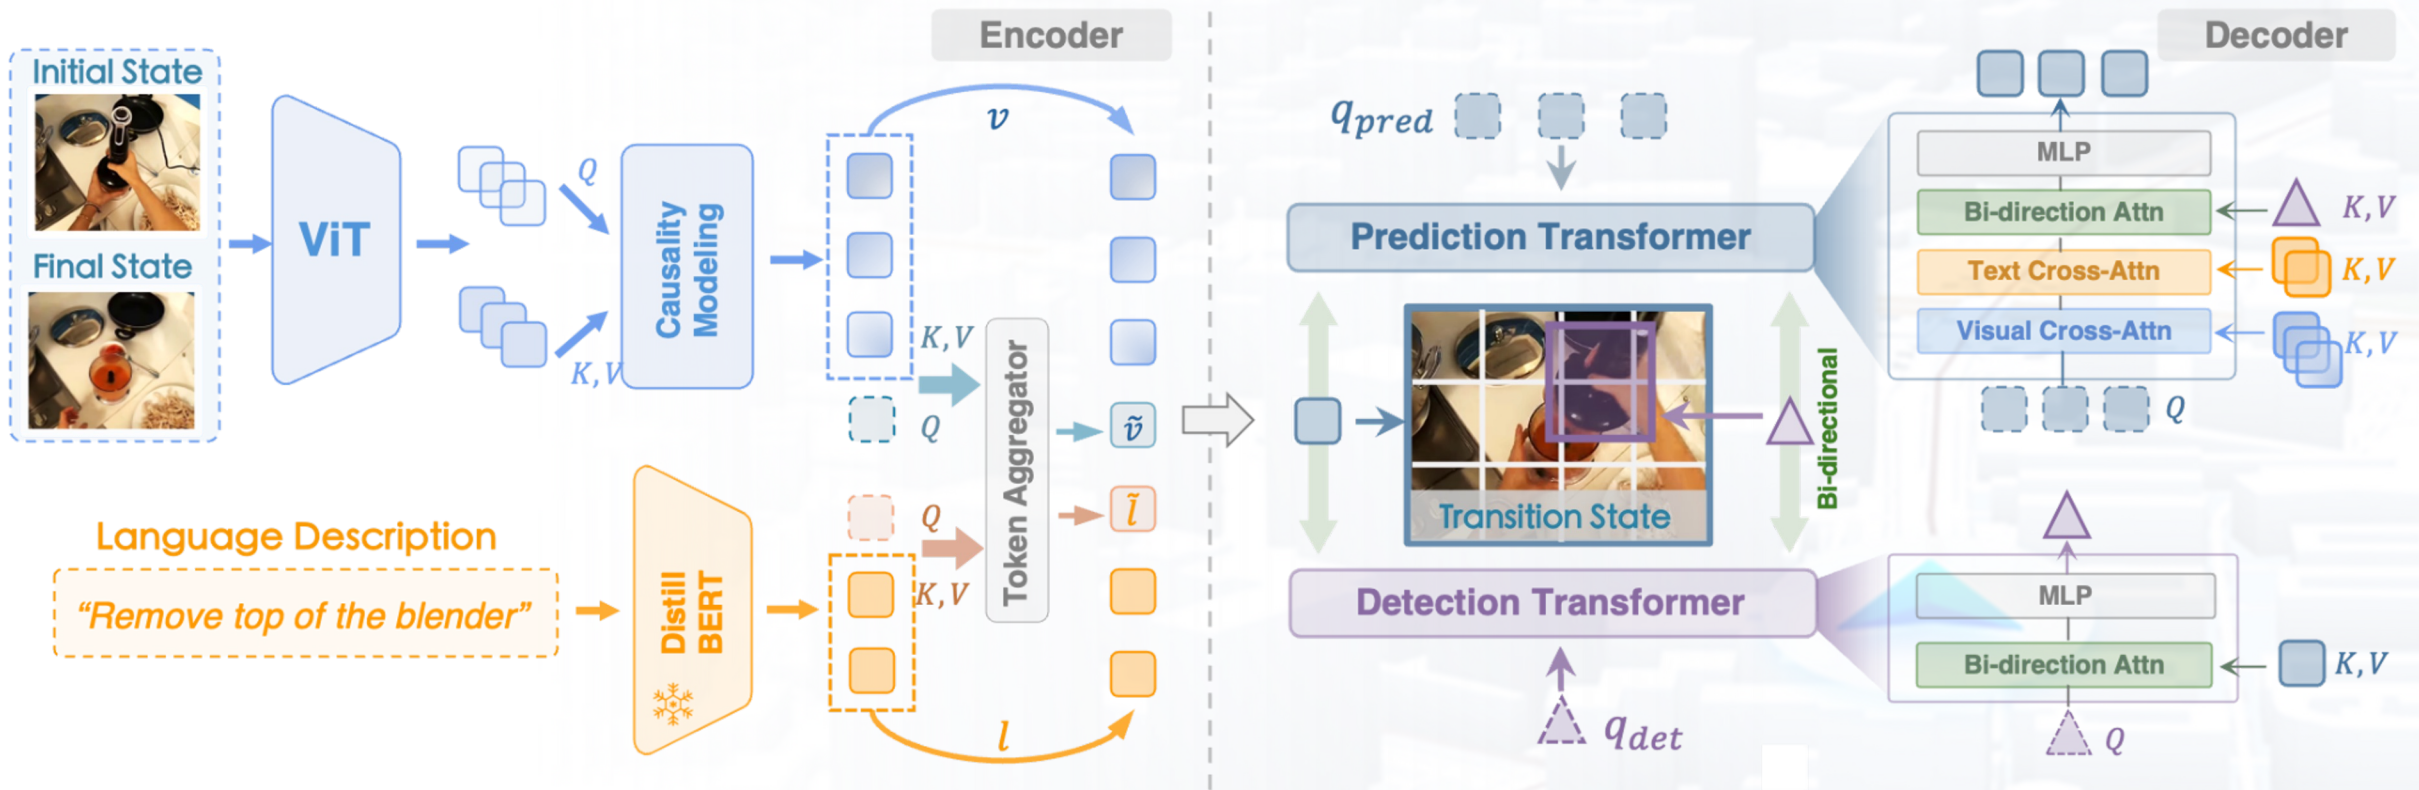 Encoder
Initial State
Final State
ViT
Q
K, V
Causality
Modeling
v
K, V
Q
Q
K, V
Token Aggregator
ṽ
l̃
Language Description
“Remove top of the blender”
Distill
BERT
l
Decoder
q_pred
Prediction Transformer
Transition State
Bi-directional
Detection Transformer
q_det
MLP
Bi-direction Attn
K, V
Text Cross-Attn
K, V
Visual Cross-Attn
K, V
Q
MLP
Bi-direction Attn
K, V
Q